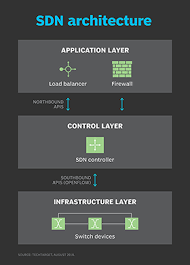 SDN architecture
APPLICATION LAYER
Load balancer
Firewall
NORTHBOUND
APIS
CONTROL LAYER
SDN controller
SOUTHBOUND
APIS (OPENFLOW)
INFRASTRUCTURE LAYER
Switch devices